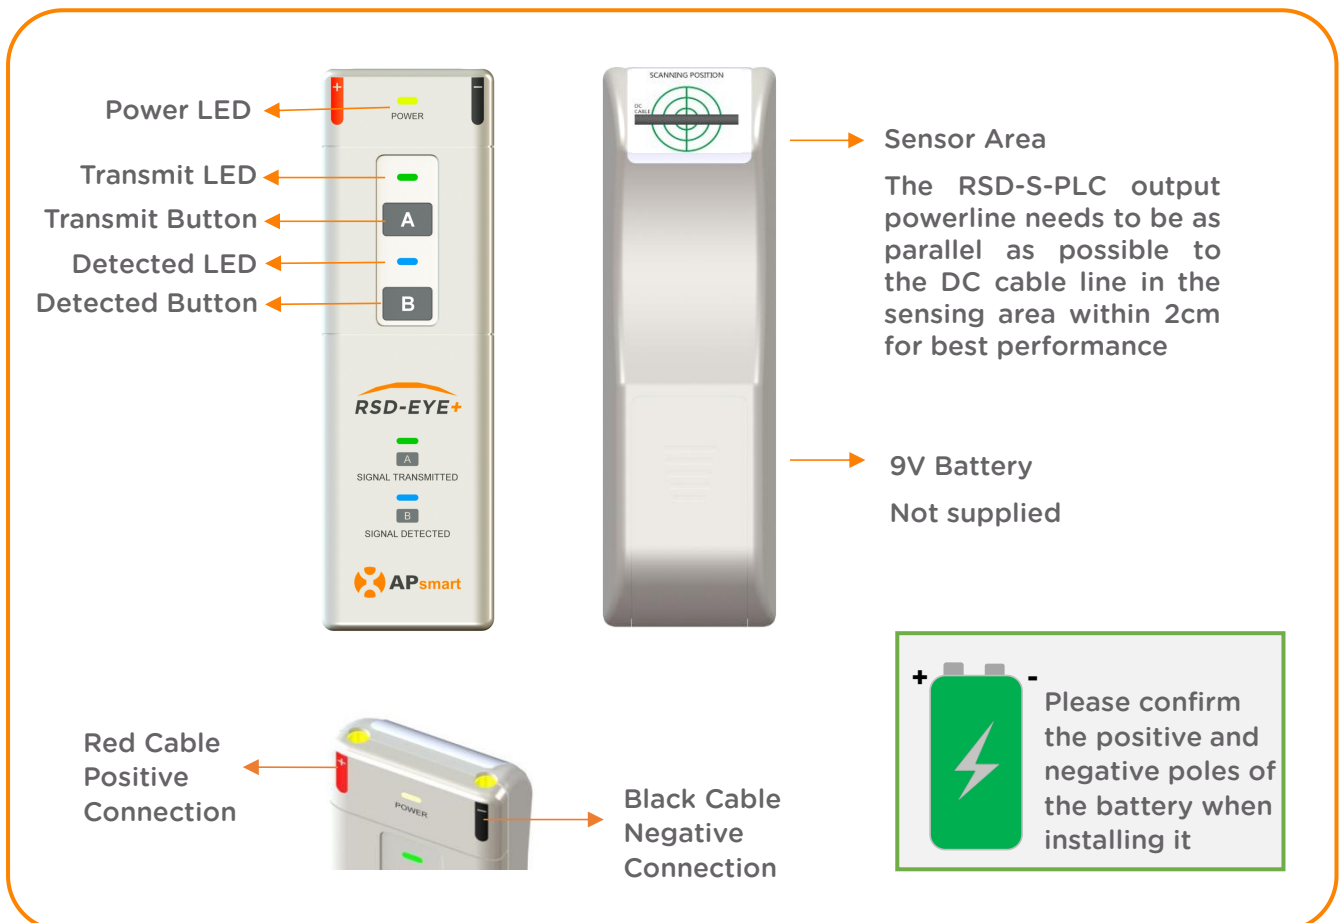 Power LED
Transmit LED
Transmit Button
Detected LED
Detected Button
+
−
POWER
A
B
RSD-EYE+
A
SIGNAL TRANSMITTED
B
SIGNAL DETECTED
APsmart
SCANNING POSITION
DC
CABLE
Sensor Area
The RSD-S-PLC output
powerline needs to be as
parallel as possible to
the DC cable line in the
sensing area within 2cm
for best performance
9V Battery
Not supplied
Red Cable
Positive
Connection
+
POWER
−
Black Cable
Negative
Connection
+
-
Please confirm
the positive and
negative poles of
the battery when
installing it